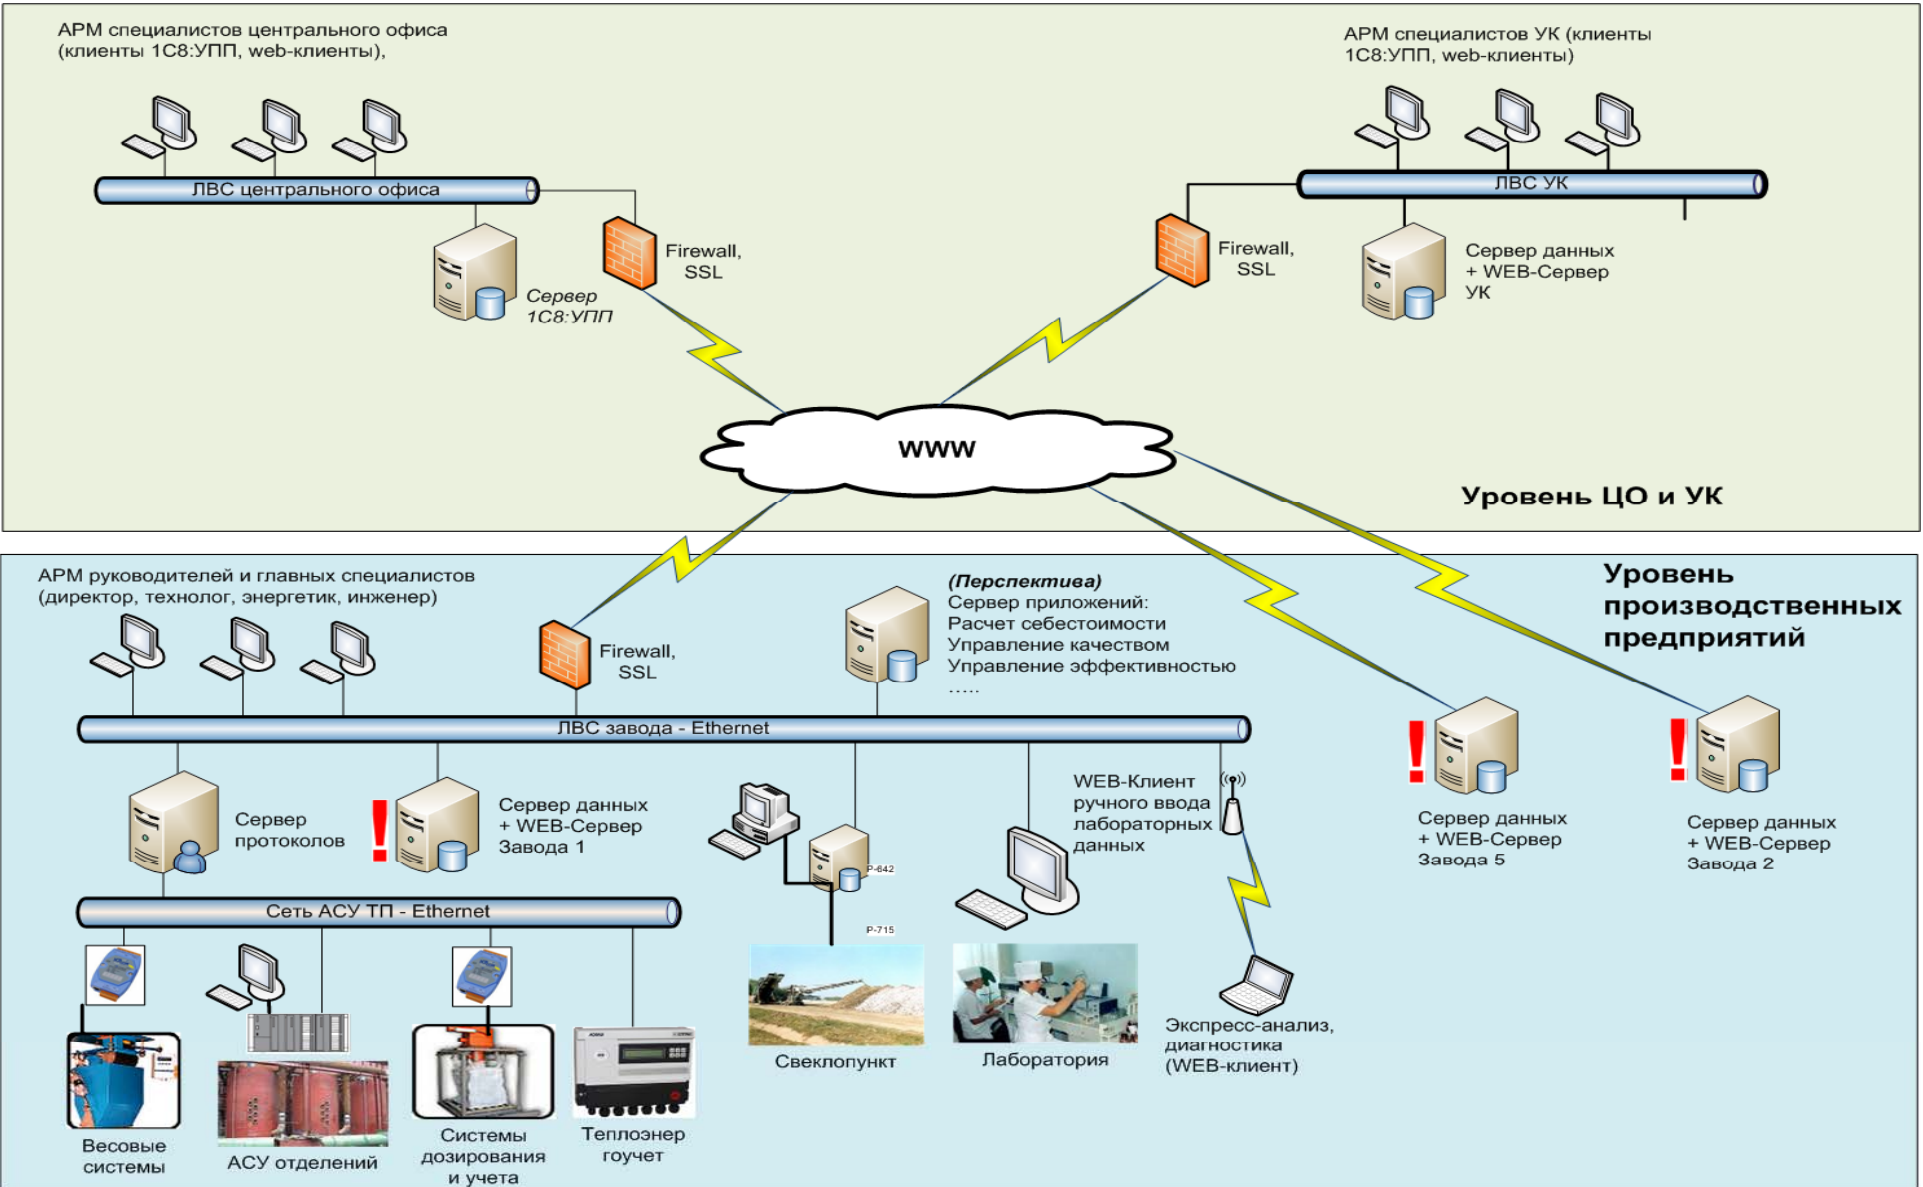 АРМ специалистов центрального офиса
(клиенты 1С8:УПП, web-клиенты),
ЛВС центрального офиса
Сервер
1С8:УПП
Firewall,
SSL
АРМ специалистов УК (клиенты
1С8:УПП, web-клиенты)
ЛВС УК
Firewall,
SSL
Сервер данных
+ WEB-Сервер
УК
www
Уровень ЦО и УК
АРМ руководителей и главных специалистов
(директор, технолог, энергетик, инженер)
Firewall,
SSL
(Перспектива)
Сервер приложений:
Расчет себестоимости
Управление качеством
Управление эффективностью
.....
Уровень
производственных
предприятий
ЛВС завода - Ethernet
Сервер
протоколов
!
Сервер данных
+ WEB-Сервер
Завода 1
P-642
P-715
WEB-Клиент
ручного ввода
лабораторных
данных
!
Сервер данных
+ WEB-Сервер
Завода 5
!
Сервер данных
+ WEB-Сервер
Завода 2
Сеть АСУ ТП - Ethernet
Весовые
системы
АСУ отделений
Системы
дозирования
и учета
Теплоэнер
гоучет
Свеклопункт
Лаборатория
Экспресс-анализ,
диагностика
(WEB-клиент)